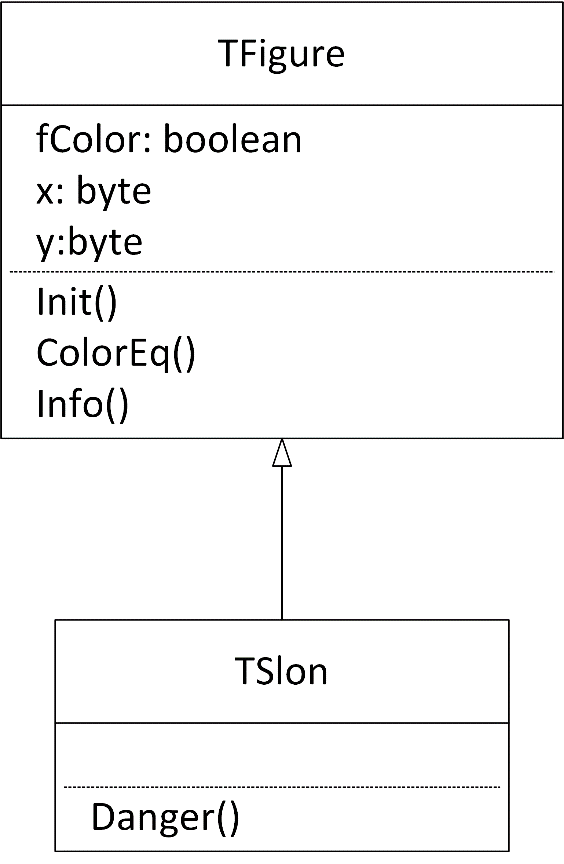 TFigure
fColor: boolean
x: byte
y:byte
Init()
ColorEq()
Info()
TSlon
Danger()